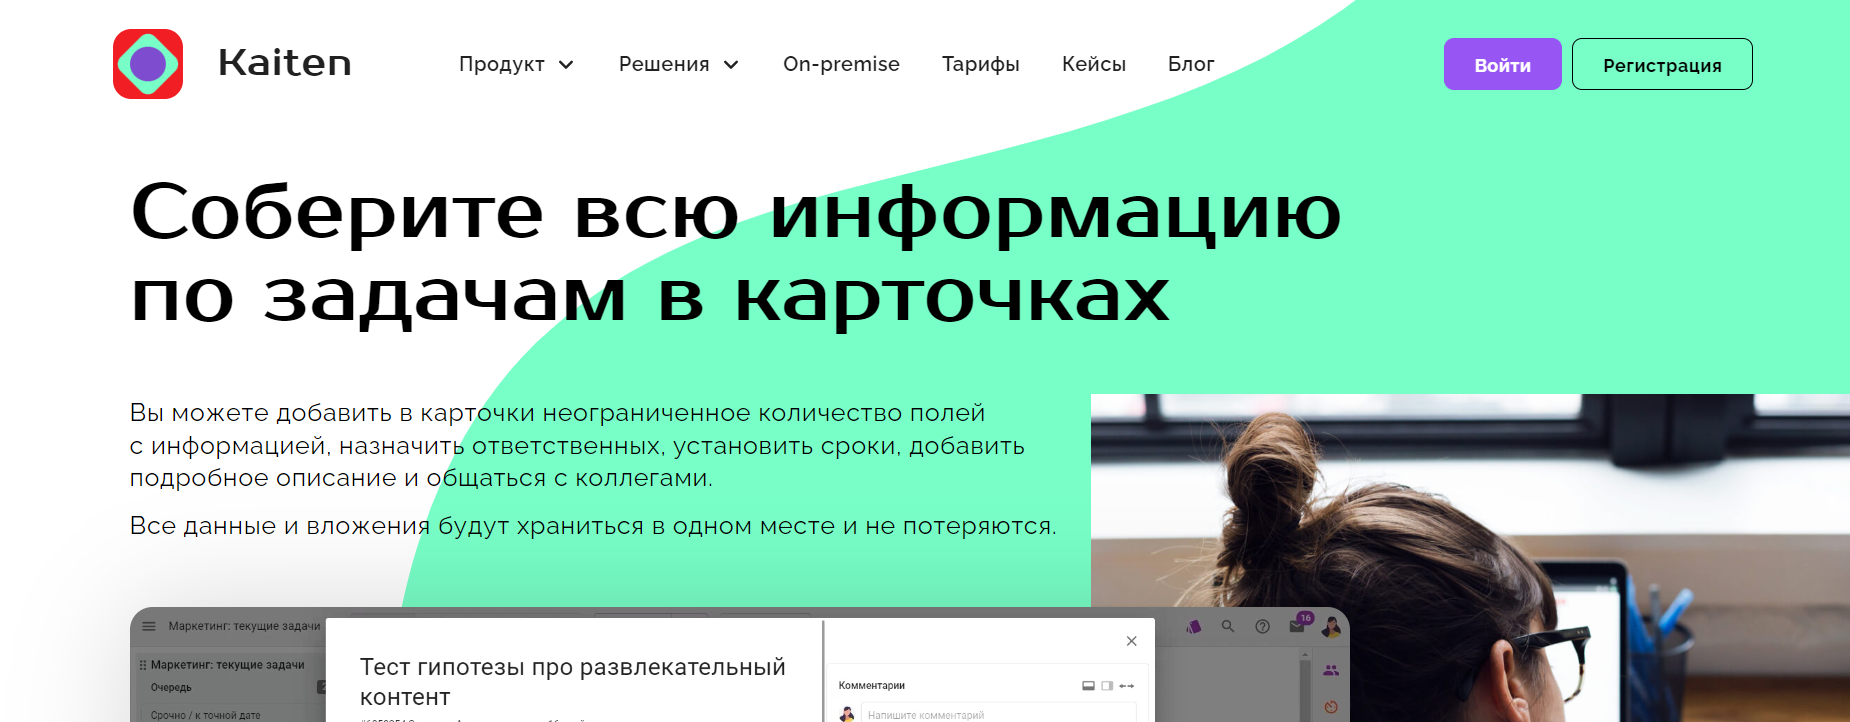 Kaiten
Продукт
Решения
On-premise
Тарифы
Кейсы
Блог
Войти
Регистрация
Соберите всю информацию
по задачам в карточках
Вы можете добавить в карточки неограниченное количество полей
с информацией, назначить ответственных, установить сроки, добавить
подробное описание и общаться с коллегами.
Все данные и вложения будут храниться в одном месте и не потеряются.
Маркетинг: текущие задачи
16
Маркетинг: текущие задачи
Очередь
Срочно / к точной дате
Тест гипотезы про развлекательный
контент
Комментарии
Напишите комментарий